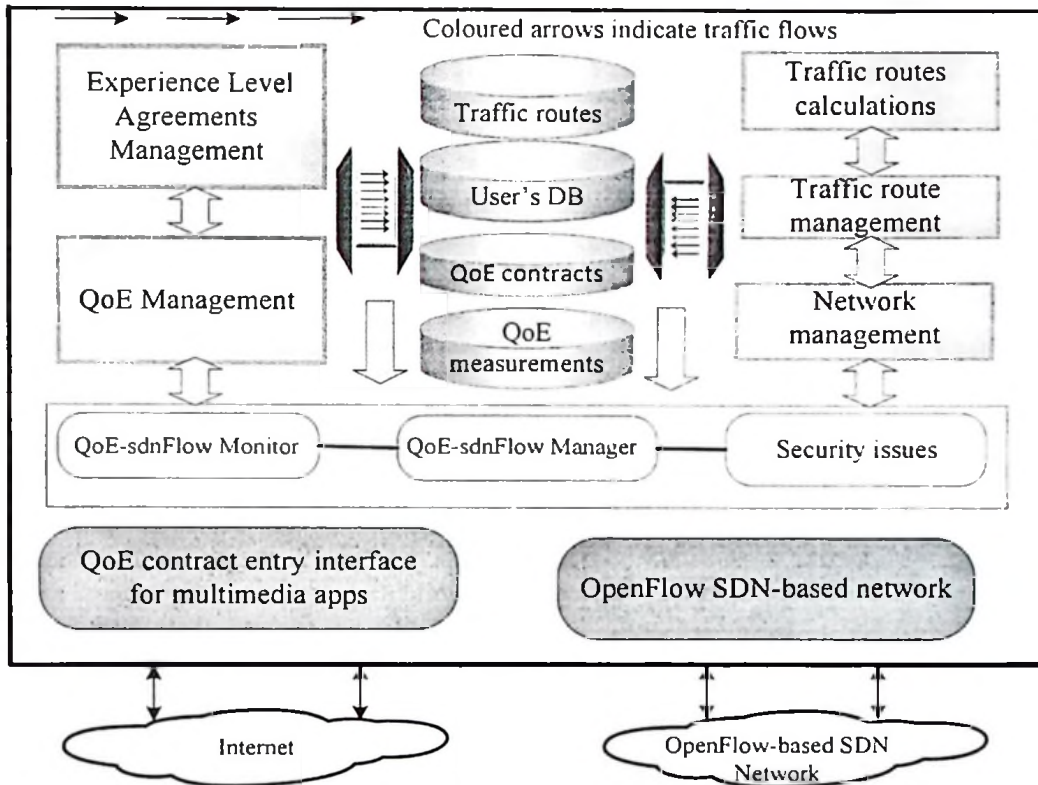 Coloured arrows indicate traffic flows
Experience Level
Agreements
Management
QoE Management
Traffic routes
User's DB
QoE contracts
QoE
measurements
Traffic routes
calculations
Traffic route
management
Network
management
QoE-sdnFlow Monitor
QoE-sdnFlow Manager
Security issues
QoE contract entry interface
for multimedia apps
OpenFlow SDN-based network
Internet
OpenFlow-based SDN
Network